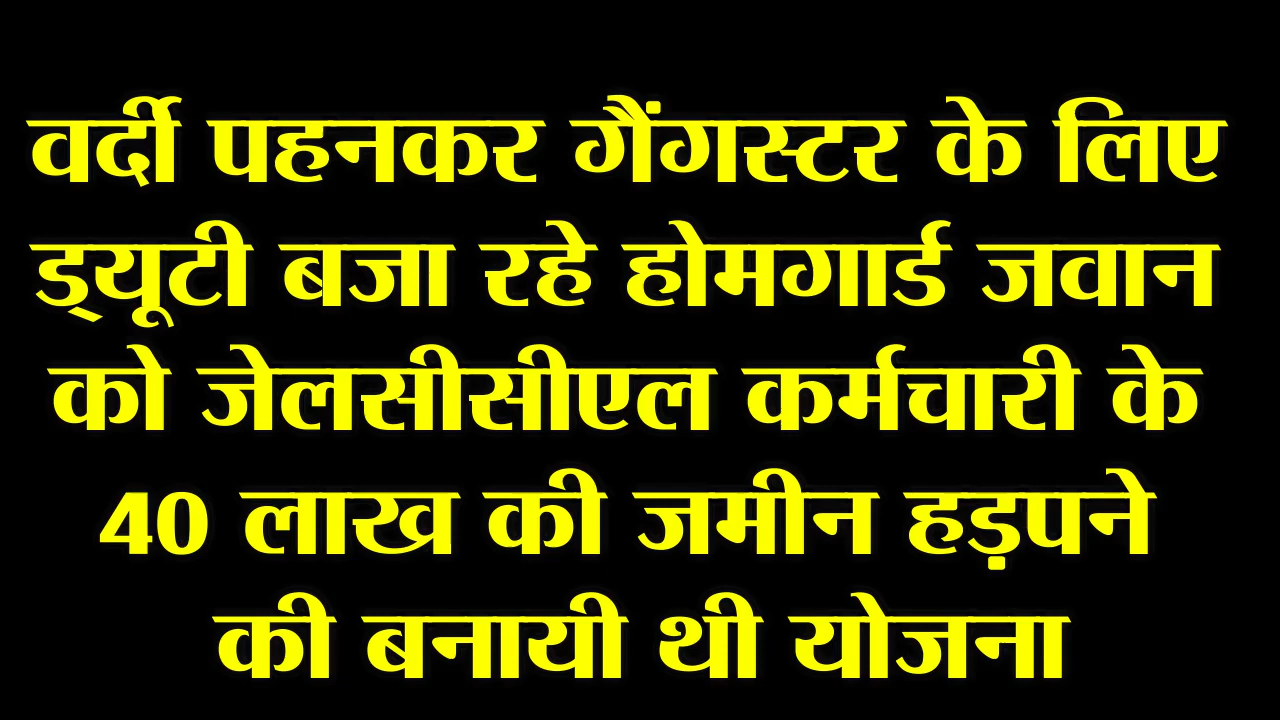 वर्दी पहनकर गैंगस्टर के लिए
ड्यूटी बजा रहे होमगार्ड जवान
को जेलसीसीएल कर्मचारी के
40 लाख की जमीन हड़पने
की बनायी थी योजना